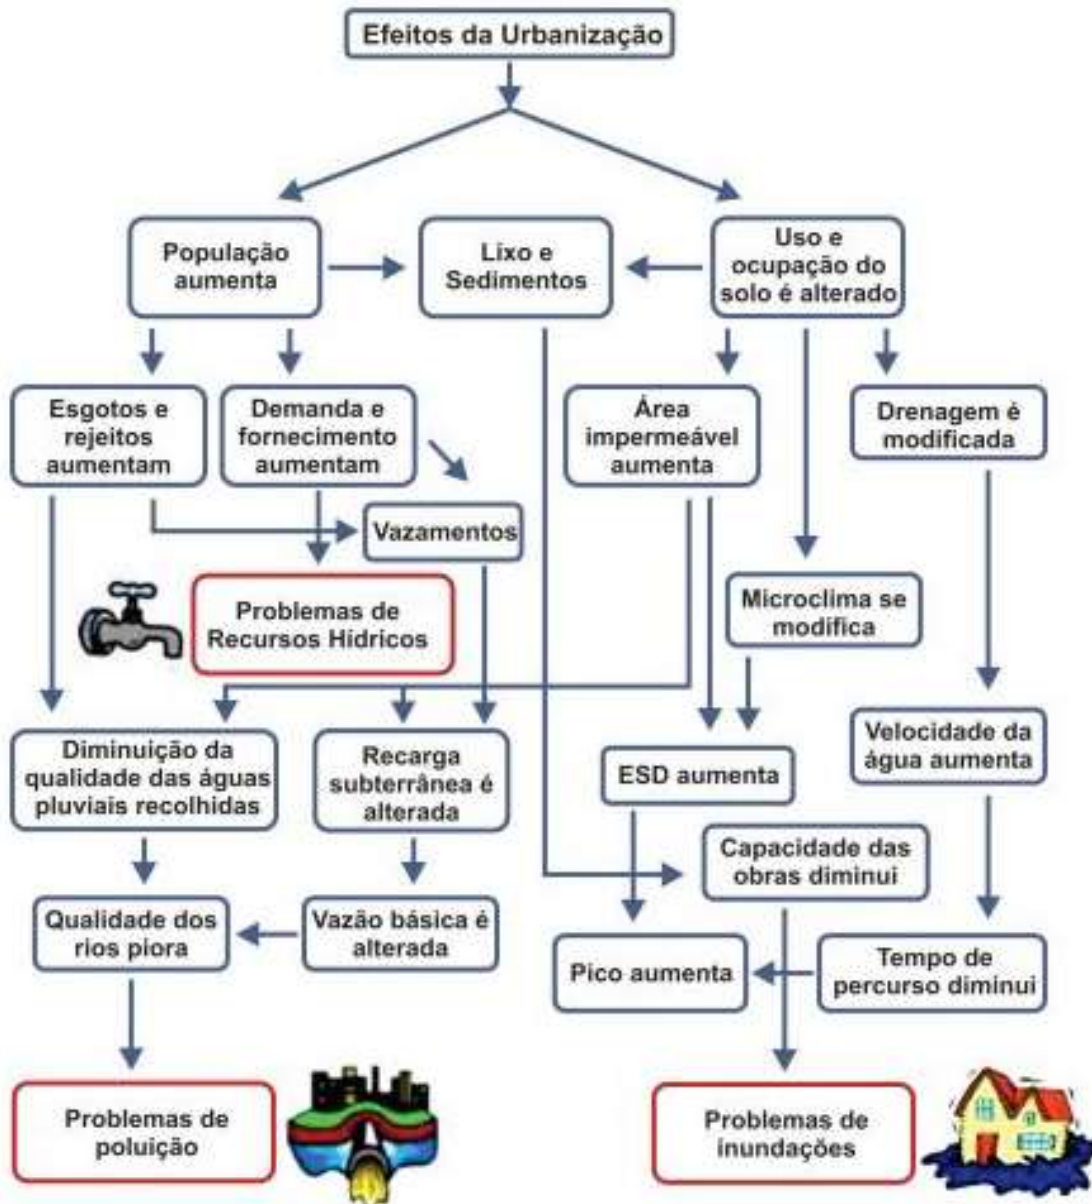 Efeitos da Urbanização
População
aumenta
Lixo e
Sedimentos
Uso e
ocupação do
solo é alterado
Esgotos e
rejeitos
aumentam
Demanda e
fornecimento
aumentam
Área
impermeável
aumenta
Drenagem é
modificada
Vazamentos
Problemas de
Recursos Hídricos
Microclima se
modifica
Diminuição da
qualidade das águas
pluviais recolhidas
Recarga
subterrânea é
alterada
ESD aumenta
Velocidade da
água aumenta
Capacidade das
obras diminui
Qualidade dos
rios piora
Vazão básica é
alterada
Pico aumenta
Tempo de
percurso diminui
Problemas de
poluição
Problemas de
inundações